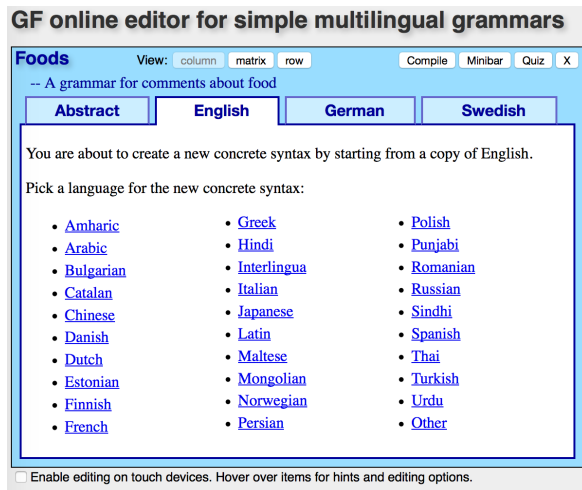 GF online editor for simple multilingual grammars
Foods View: column matrix row Compile Minibar Quiz X
-- A grammar for comments about food
Abstract English German Swedish
You are about to create a new concrete syntax by starting from a copy of English.
Pick a language for the new concrete syntax:
Amharic
Arabic
Bulgarian
Catalan
Chinese
Danish
Dutch
Estonian
Finnish
French
Greek
Hindi
Interlingua
Italian
Japanese
Latin
Maltese
Mongolian
Norwegian
Persian
Polish
Punjabi
Romanian
Russian
Sindhi
Spanish
Thai
Turkish
Urdu
Other
Enable editing on touch devices. Hover over items for hints and editing options.